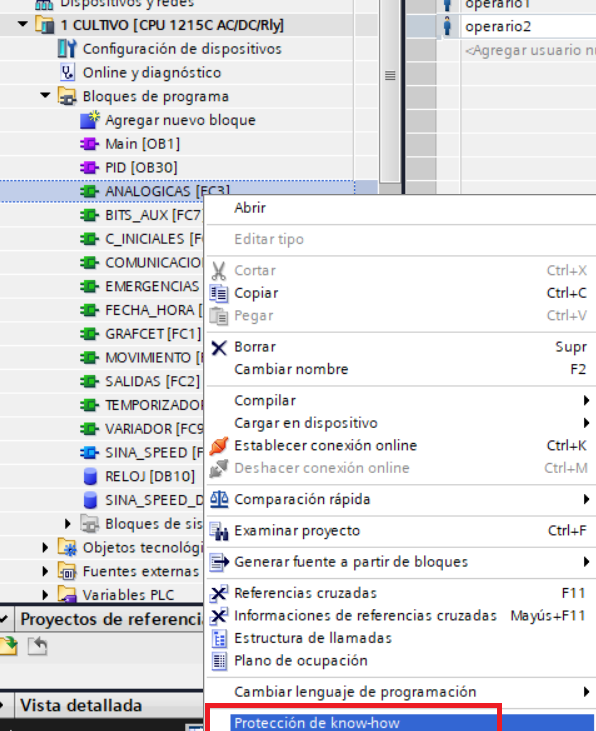 Dispositivos y redes
1 CULTIVO [CPU 1215C AC/DC/Rly]
Configuración de dispositivos
Online y diagnóstico
Bloques de programa
Agregar nuevo bloque
Main [OB1]
PID [OB30]
ANALOGICAS [FC3]
BITS_AUX [FC7
C_INICIALES [F
COMUNICACIO
EMERGENCIAS
FECHA_HORA [
GRAFCET [FC1]
MOVIMIENTO [
SALIDAS [FC2]
TEMPORIZADO
VARIADOR [FC9
SINA_SPEED [F
RELOJ [DB10]
SINA_SPEED_D
Bloques de sis
Objetos tecnológi
Fuentes externas
Variables PLC
Proyectos de referenci
Vista detallada
operario1
operario2
<Agregar usuario nu
Abrir
Editar tipo
Cortar Ctrl+X
Copiar Ctrl+C
Pegar Ctrl+V
Borrar Supr
Cambiar nombre F2
Compilar
Cargar en dispositivo
Establecer conexión online Ctrl+K
Deshacer conexión online Ctrl+M
Comparación rápida
Examinar proyecto Ctrl+F
Generar fuente a partir de bloques
Referencias cruzadas F11
Informaciones de referencias cruzadas Mayús+F11
Estructura de llamadas
Plano de ocupación
Cambiar lenguaje de programación
Protección de know-how